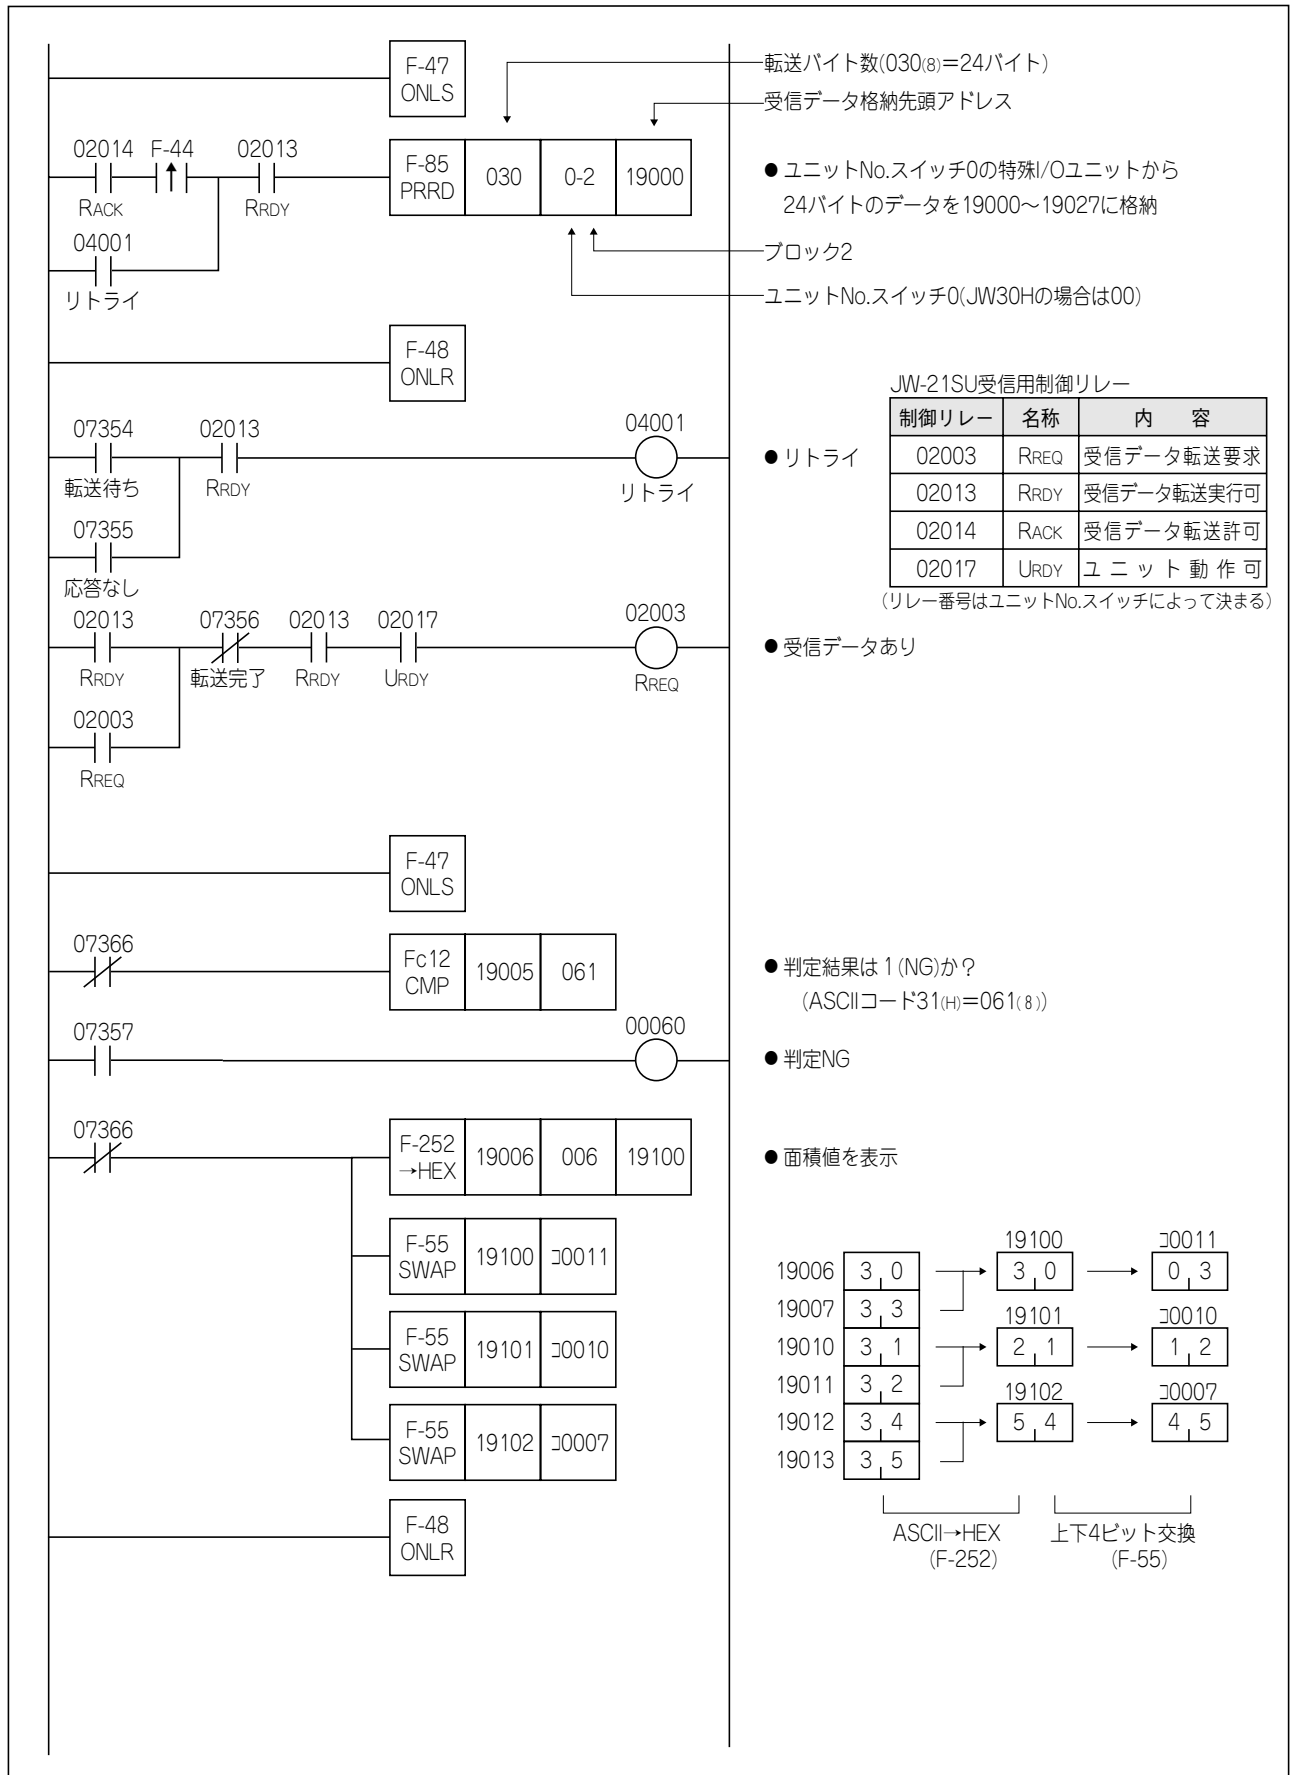 F-47
ONLS
転送バイト数(030(8)=24バイト)
受信データ格納先頭アドレス
02014 F-44 02013
RACK RRDY
F-85
PRRD 030 0-2 19000
●ユニットNo.スイッチ0の特殊I/Oユニットから
24バイトのデータを19000〜19027に格納
04001
リトライ
ブロック2
ユニットNo.スイッチ0(JW30Hの場合は00)
F-48
ONLR
JW-21SU受信用制御リレー
制御リレー 名称 内 容
02003 RREQ 受信データ転送要求
02013 RRDY 受信データ転送実行可
02014 RACK 受信データ転送許可
02017 URDY ユニット動作可
(リレー番号はユニットNo.スイッチによって決まる)
07354 02013 04001
転送待ち RRDY リトライ
●リトライ
07355
応答なし
02013 07356 02013 02017 02003
RRDY 転送完了 RRDY URDY RREQ
●受信データあり
02003
RREQ
F-47
ONLS
07366
Fc12
CMP 19005 061
●判定結果は1(NG)か?
(ASCIIコード31(H)=061(8))
07357 00060
●判定NG
07366
F-252
→HEX 19006 006 19100
●面積値を表示
F-55
SWAP 19100 コ0011
F-55
SWAP 19101 コ0010
F-55
SWAP 19102 コ0007
19100 コ0011
19006 3 0 3 0 0 3
19007 3 3
19101 コ0010
19010 3 1 2 1 1 2
19011 3 2
19102 コ0007
19012 3 4 5 4 4 5
19013 3 5
ASCII→HEX
(F-252)
上下4ビット交換
(F-55)
F-48
ONLR